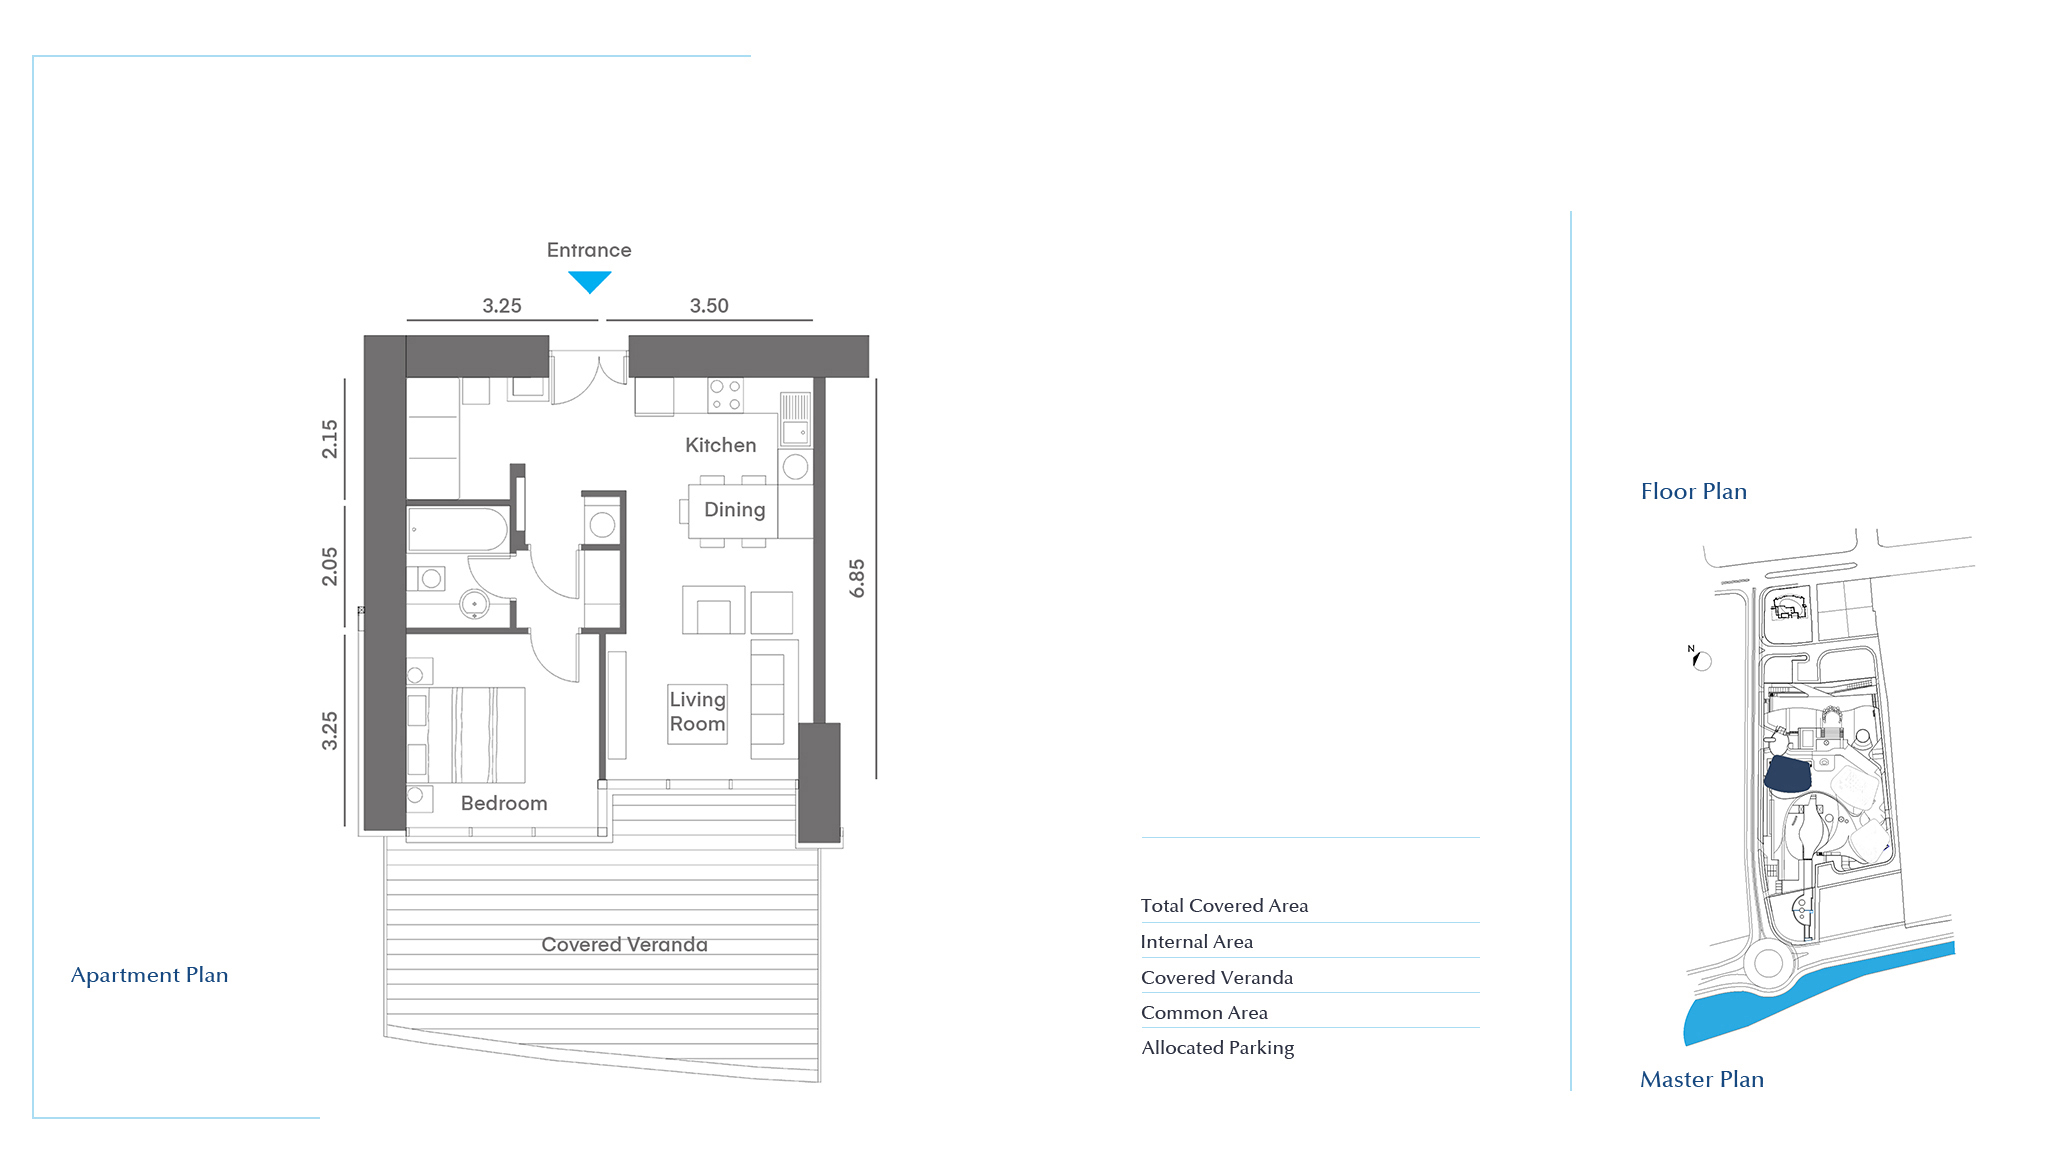 Entrance
3.25
3.50
2.15
2.05
3.25
6.85
Kitchen
Dining
Living
Room
Bedroom
Covered Veranda
Apartment Plan
Total Covered Area
Internal Area
Covered Veranda
Common Area
Allocated Parking
Floor Plan
N
Master Plan